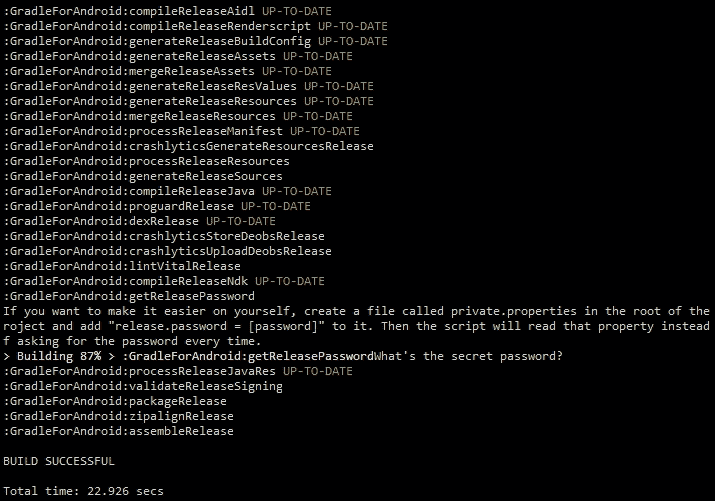 :GradleForAndroid:compileReleaseAidl UP-TO-DATE
:GradleForAndroid:compileReleaseRenderscript UP-TO-DATE
:GradleForAndroid:generateReleaseBuildConfig UP-TO-DATE
:GradleForAndroid:generateReleaseAssets UP-TO-DATE
:GradleForAndroid:mergeReleaseAssets UP-TO-DATE
:GradleForAndroid:generateReleaseResValues UP-TO-DATE
:GradleForAndroid:generateReleaseResources UP-TO-DATE
:GradleForAndroid:mergeReleaseResources UP-TO-DATE
:GradleForAndroid:processReleaseManifest UP-TO-DATE
:GradleForAndroid:crashlyticsGenerateResourcesRelease
:GradleForAndroid:processReleaseResources
:GradleForAndroid:generateReleaseSources
:GradleForAndroid:compileReleaseJava UP-TO-DATE
:GradleForAndroid:proguardRelease UP-TO-DATE
:GradleForAndroid:dexRelease UP-TO-DATE
:GradleForAndroid:crashlyticsStoreDeobsRelease
:GradleForAndroid:crashlyticsUploadDeobsRelease
:GradleForAndroid:lintVitalRelease
:GradleForAndroid:compileReleaseNdk UP-TO-DATE
:GradleForAndroid:getReleasePassword
If you want to make it easier on yourself, create a file called private.properties in the root of the
roject and add "release.password = [password]" to it. Then the script will read that property instead
f asking for the password every time.
> Building 87% > :GradleForAndroid:getReleasePasswordWhat's the secret password?
:GradleForAndroid:processReleaseJavaRes UP-TO-DATE
:GradleForAndroid:validateReleaseSigning
:GradleForAndroid:packageRelease
:GradleForAndroid:zipalignRelease
:GradleForAndroid:assembleRelease
BUILD SUCCESSFUL
Total time: 22.926 secs